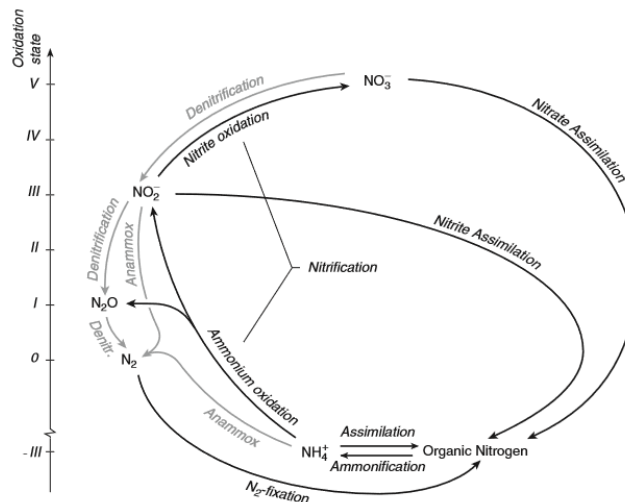 Oxidation
state
V
IV
III
II
I
0
-III
Denitrification
NO₃⁻
Nitrite oxidation
Nitrate Assimilation
NO₂⁻
Denitrification
Anammox
Nitrite Assimilation
Nitrification
N₂O
Denitr.
N₂
Ammonium oxidation
Anammox
NH₄⁺
Assimilation
Ammonification
Organic Nitrogen
N₂-fixation